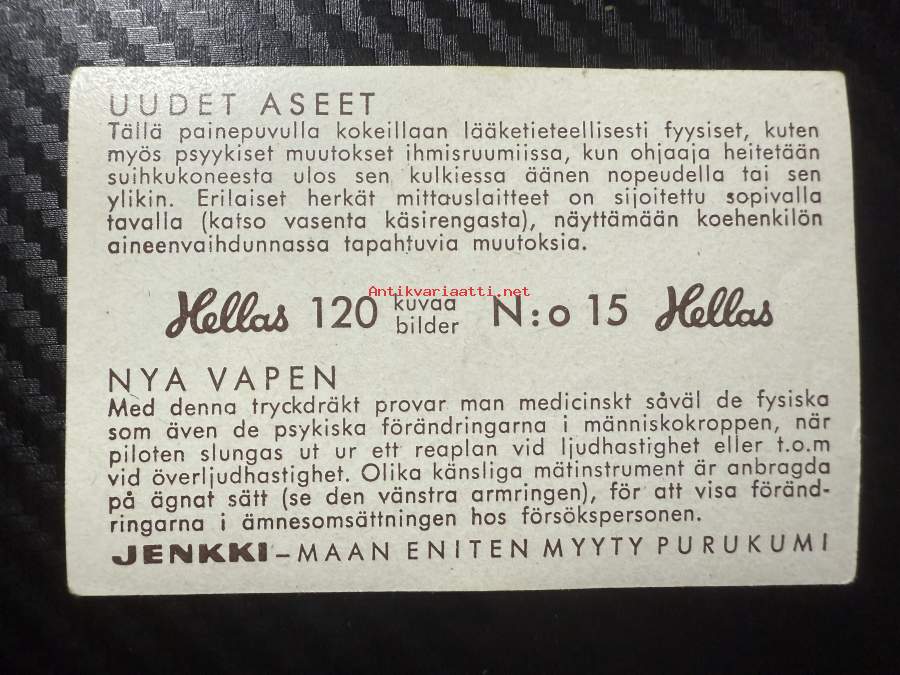 UUDET ASEET
Tällä painepuvulla kokeillaan lääketieteellisesti fyysiset, kuten
myös psyykiset muutokset ihmisruumiissa, kun ohjaaja heitetään
suihkukoneesta ulos sen kulkiessa äänen nopeudella tai sen
ylikin. Erilaiset herkät mittauslaitteet on sijoitettu sopivalla
tavalla (katso vasenta käsirengasta), näyttämään koehenkilön
aineenvaihdunnassa tapahtuvia muutoksia.
Antikvariaatti.net
Hellas 120 kuvaa N:o 15 Hellas
bilder
NYA VAPEN
Med denna tryckdräkt provar man medicinskt såväl de fysiska
som även de psykiska förändringarna i människokroppen, när
piloten slungas ut ur ett reaplan vid ljudhastighet eller t.o.m
vid överljudhastighet. Olika känsliga mätinstrument är anbragda
på ägnat sätt (se den vänstra armringen), för att visa föränd-
ringarna i ämnesomsättningen hos försökspersonen.
JENKKI – MAAN ENITEN MYYTY PURUKUMI